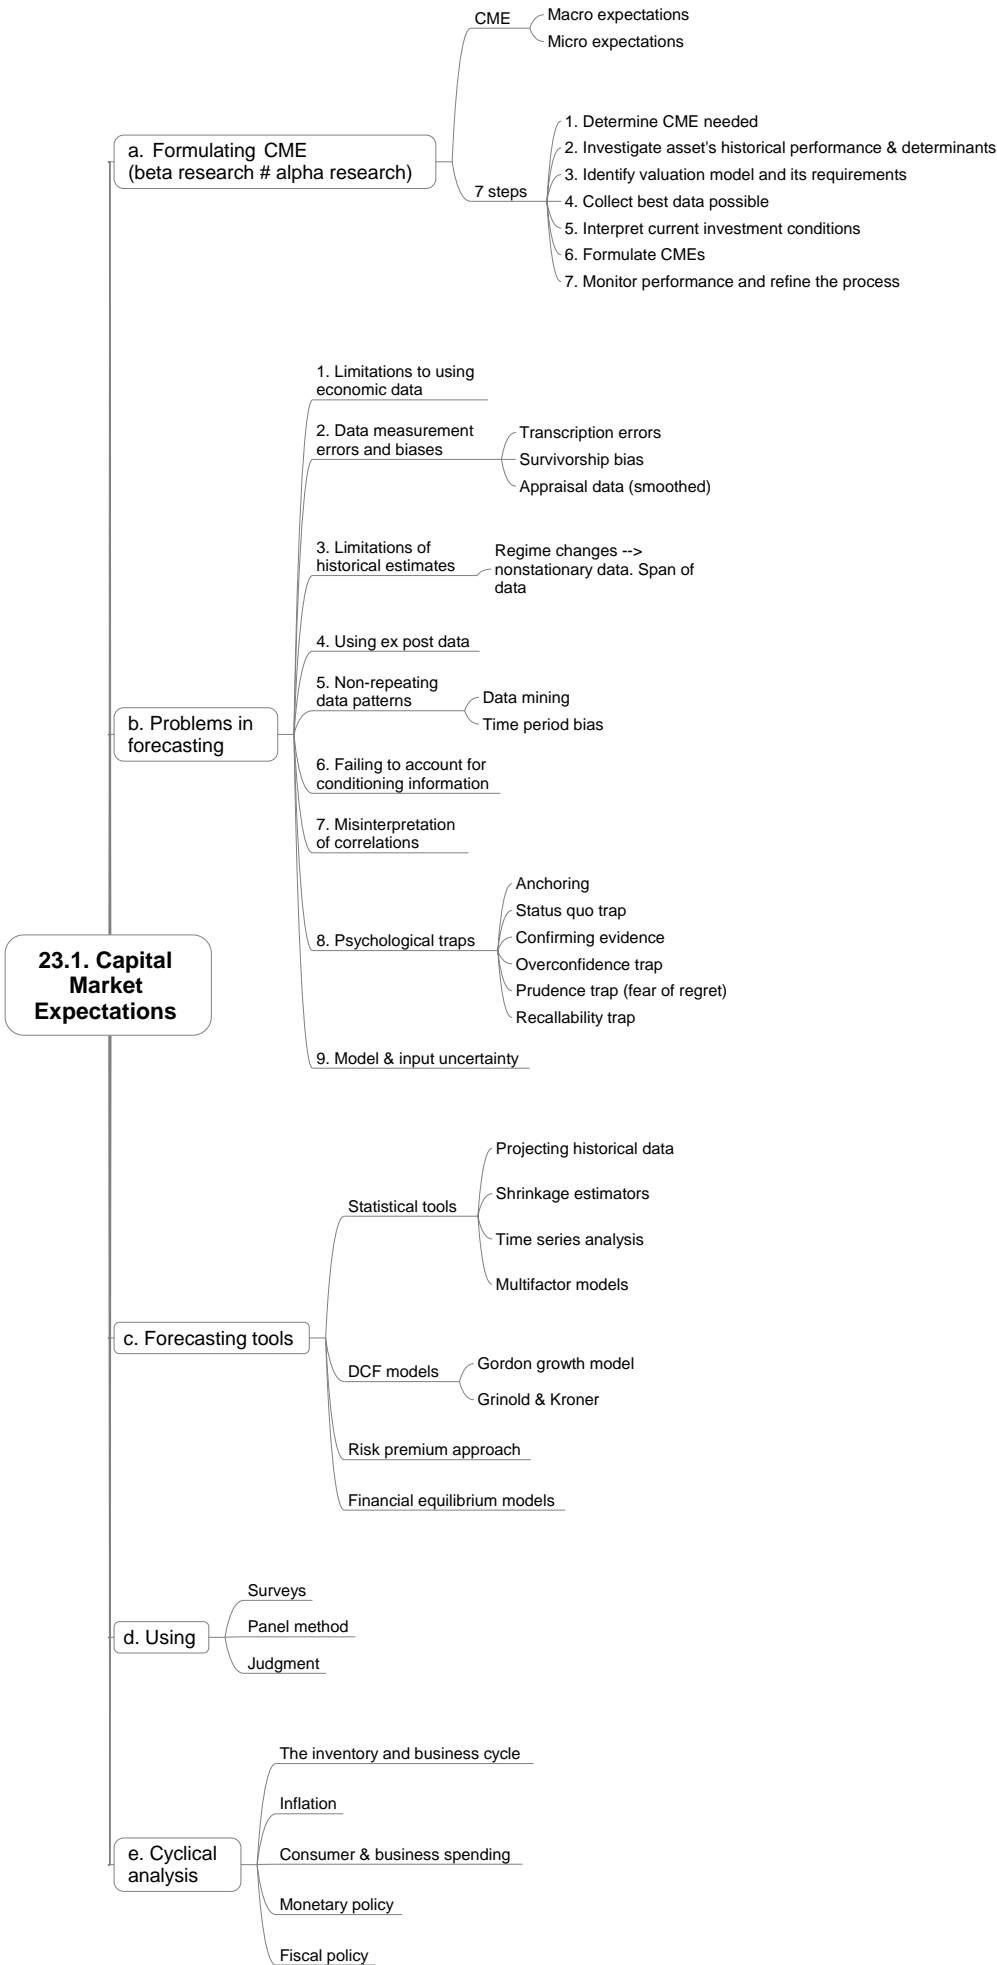 23.1. Capital
Market
Expectations
a. Formulating CME
(beta research # alpha research)
CME
Macro expectations
Micro expectations
7 steps
1. Determine CME needed
2. Investigate asset's historical performance & determinants
3. Identify valuation model and its requirements
4. Collect best data possible
5. Interpret current investment conditions
6. Formulate CMEs
7. Monitor performance and refine the process
b. Problems in
forecasting
1. Limitations to using
economic data
2. Data measurement
errors and biases
Transcription errors
Survivorship bias
Appraisal data (smoothed)
3. Limitations of
historical estimates
Regime changes -->
nonstationary data. Span of
data
4. Using ex post data
5. Non-repeating
data patterns
Data mining
Time period bias
6. Failing to account for
conditioning information
7. Misinterpretation
of correlations
8. Psychological traps
Anchoring
Status quo trap
Confirming evidence
Overconfidence trap
Prudence trap (fear of regret)
Recallability trap
9. Model & input uncertainty
c. Forecasting tools
Statistical tools
Projecting historical data
Shrinkage estimators
Time series analysis
Multifactor models
DCF models
Gordon growth model
Grinold & Kroner
Risk premium approach
Financial equilibrium models
d. Using
Surveys
Panel method
Judgment
e. Cyclical
analysis
The inventory and business cycle
Inflation
Consumer & business spending
Monetary policy
Fiscal policy